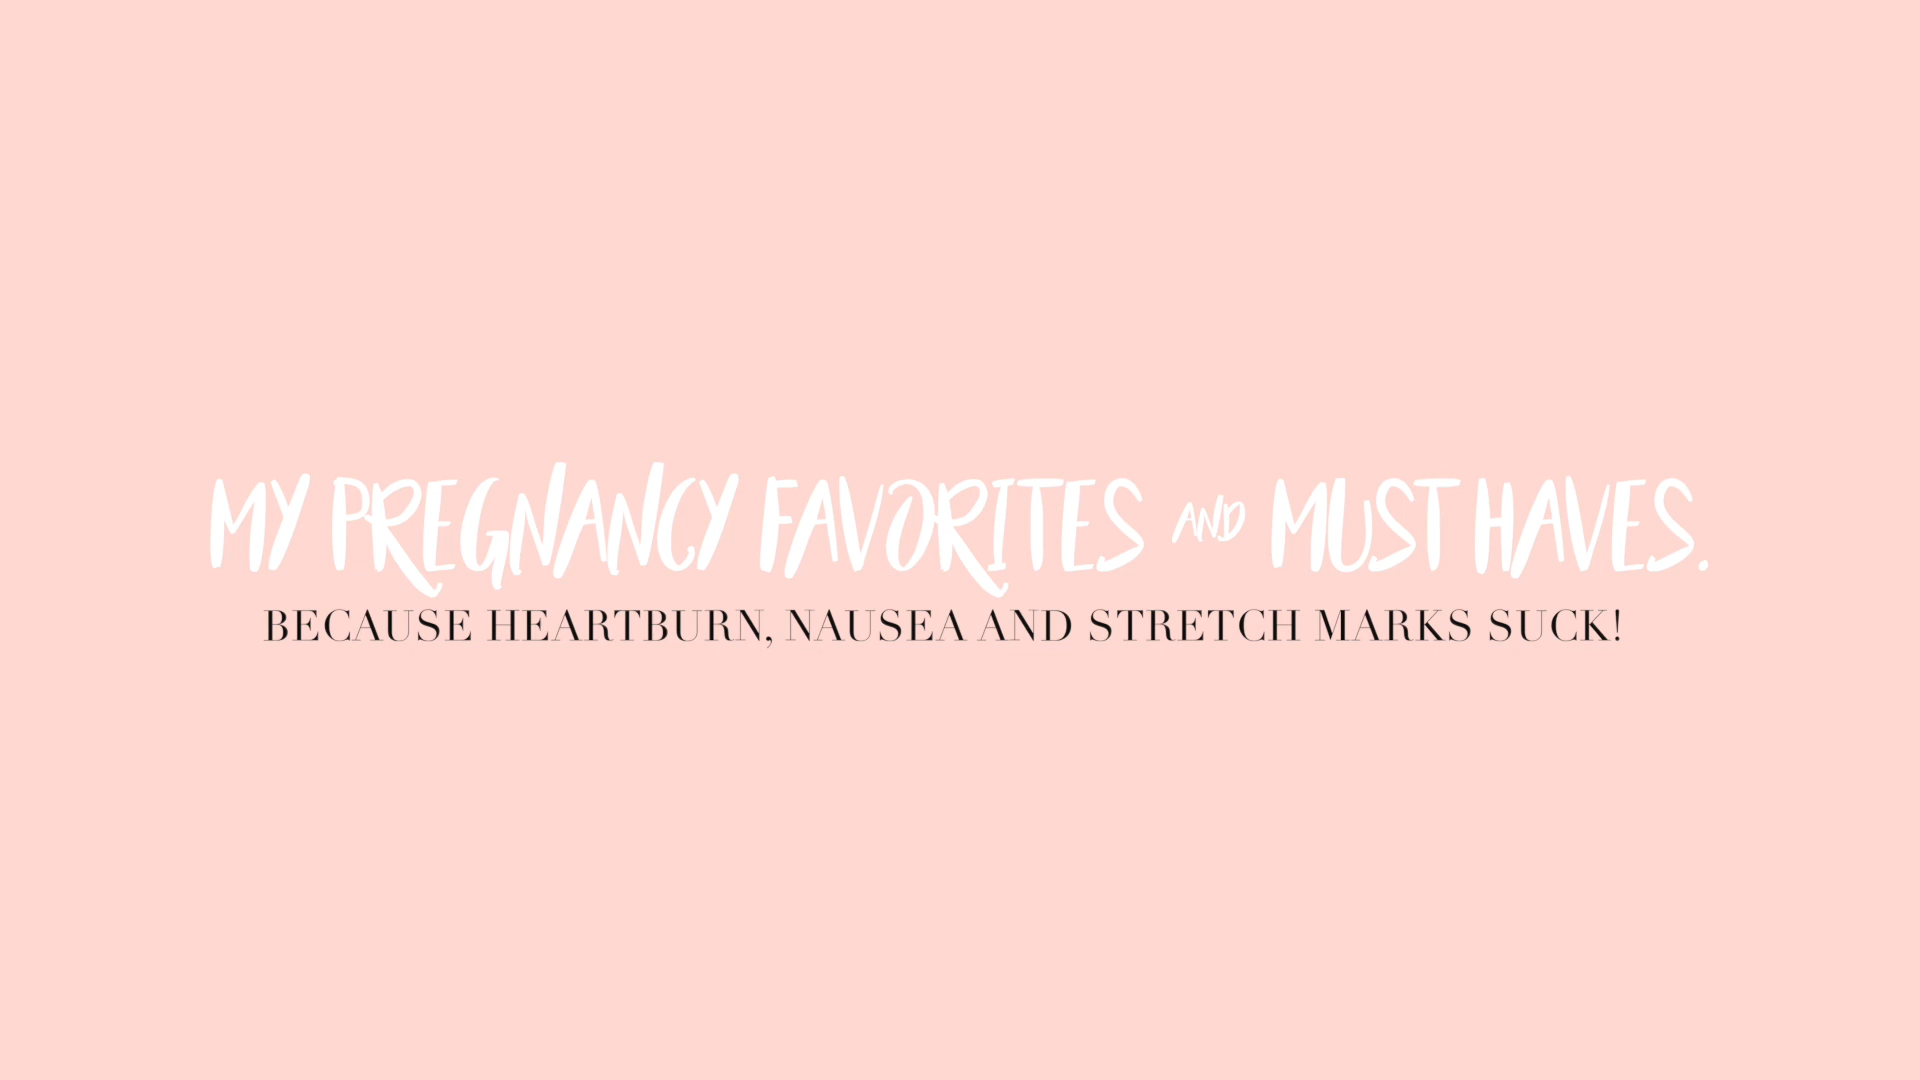 MY PREGNANCY FAVORITES AND MUST HAVES.
BECAUSE HEARTBURN, NAUSEA AND STRETCH MARKS SUCK!